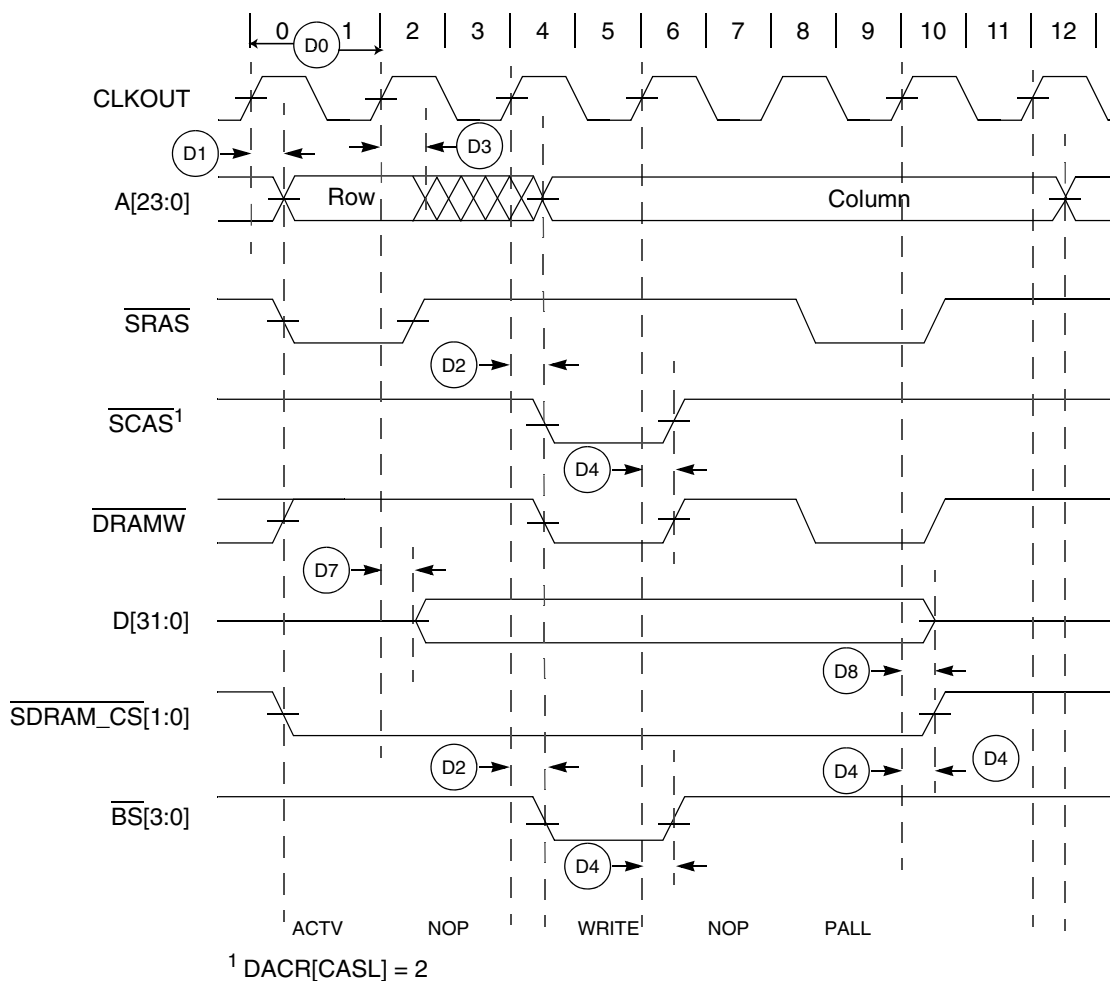 0 1 2 3 4 5 6 7 8 9 10 11 12
D0
CLKOUT
D1
D3
A[23:0]
Row
Column
SRAS
D2
SCAS¹
D4
DRAMW
D7
D[31:0]
D8
SDRAM_CS[1:0]
D2
D4
D4
BS[3:0]
D4
ACTV NOP WRITE NOP PALL
¹ DACR[CASL] = 2